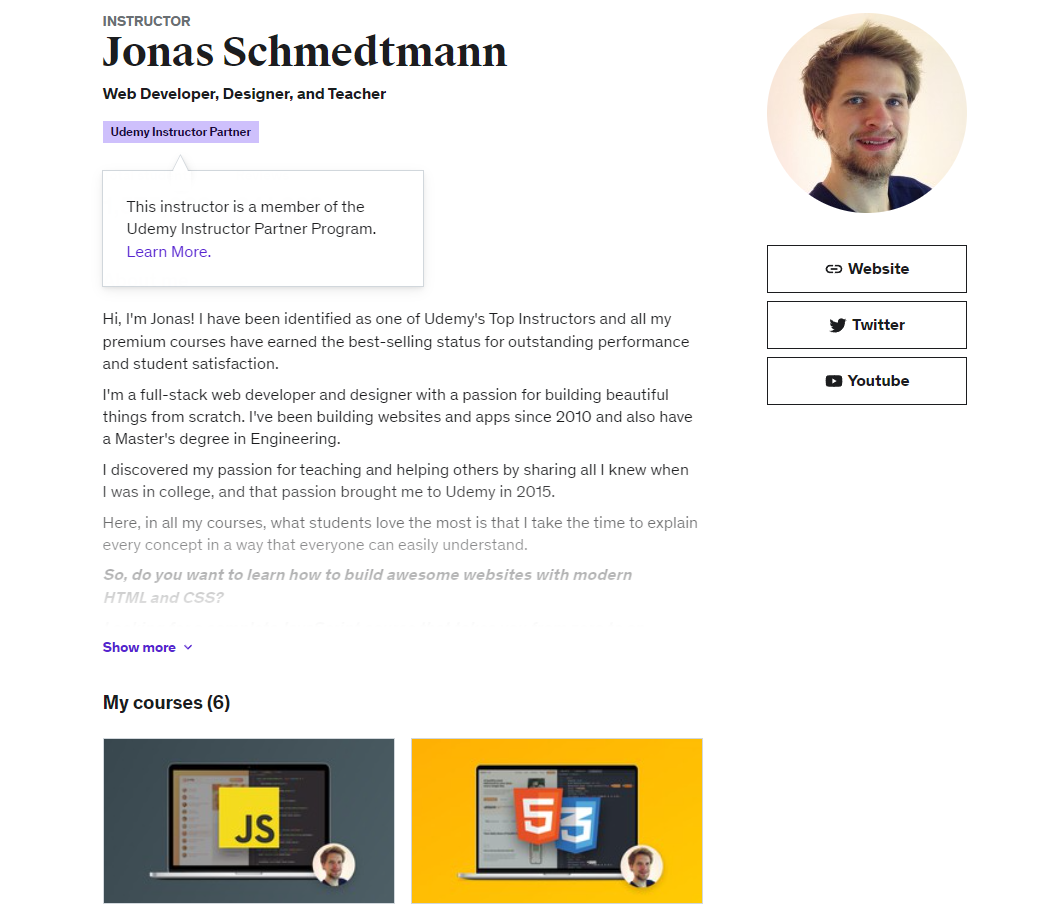 INSTRUCTOR
Jonas Schmedtmann
Web Developer, Designer, and Teacher
Udemy Instructor Partner
This instructor is a member of the
Udemy Instructor Partner Program.
Learn More.
Website
Twitter
Youtube
Hi, I'm Jonas! I have been identified as one of Udemy's Top Instructors and all my
premium courses have earned the best-selling status for outstanding performance
and student satisfaction.
I'm a full-stack web developer and designer with a passion for building beautiful
things from scratch. I've been building websites and apps since 2010 and also have
a Master's degree in Engineering.
I discovered my passion for teaching and helping others by sharing all I knew when
I was in college, and that passion brought me to Udemy in 2015.
Here, in all my courses, what students love the most is that I take the time to explain
every concept in a way that everyone can easily understand.
So, do you want to learn how to build awesome websites with modern
HTML and CSS?
Show more
My courses (6)
JS
5
3